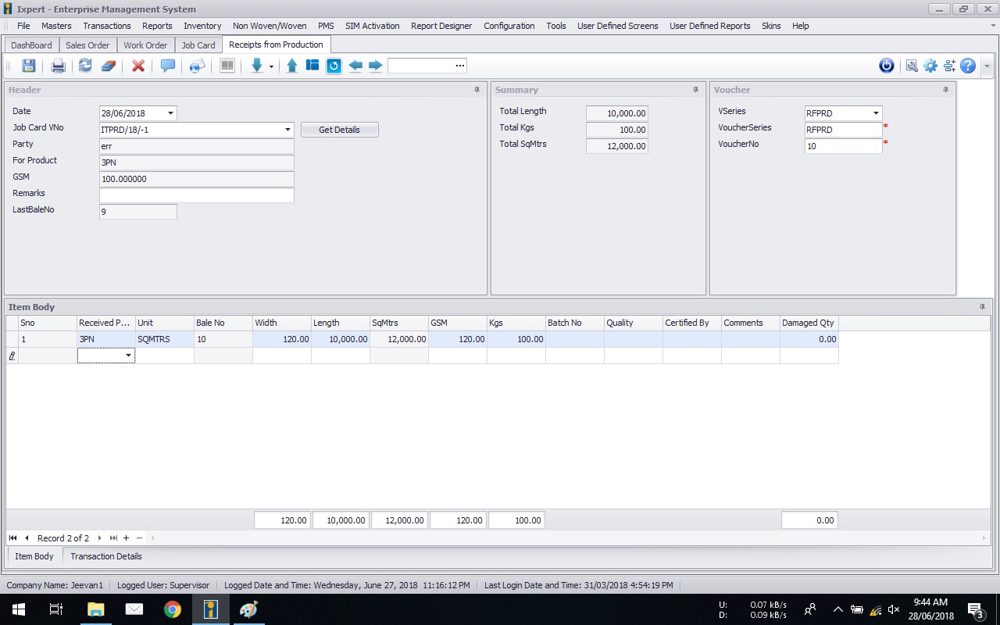 Ixpert - Enterprise Management System
File Masters Transactions Reports Inventory Non Woven/Woven PMS SIM Activation Report Designer Configuration Tools User Defined Screens User Defined Reports Skins Help
DashBoard Sales Order Work Order Job Card Receipts from Production
Header Summary Voucher
Date 28/06/2018 Total Length 10,000.00 VSeries RFPRD
Job Card VNo ITPRD/18/-1 Get Details Total Kgs 100.00 VoucherSeries RFPRD *
Party err Total SqMtrs 12,000.00 VoucherNo 10 *
For Product 3PN
GSM 100.000000
Remarks
LastBaleNo 9
Item Body
Sno Received P... Unit Bale No Width Length SqMtrs GSM Kgs Batch No Quality Certified By Comments Damaged Qty
1 3PN SQMTRS 10 120.00 10,000.00 12,000.00 120.00 100.00 0.00
120.00 10,000.00 12,000.00 120.00 100.00 0.00
Record 2 of 2
Item Body Transaction Details
Company Name: Jeevan1 Logged User: Supervisor Logged Date and Time: Wednesday, June 27, 2018 11:16:12 PM Last Login Date and Time: 31/03/2018 4:54:19 PM
U: 0.07 kB/s 9:44 AM
D: 0.09 kB/s 28/06/2018 3